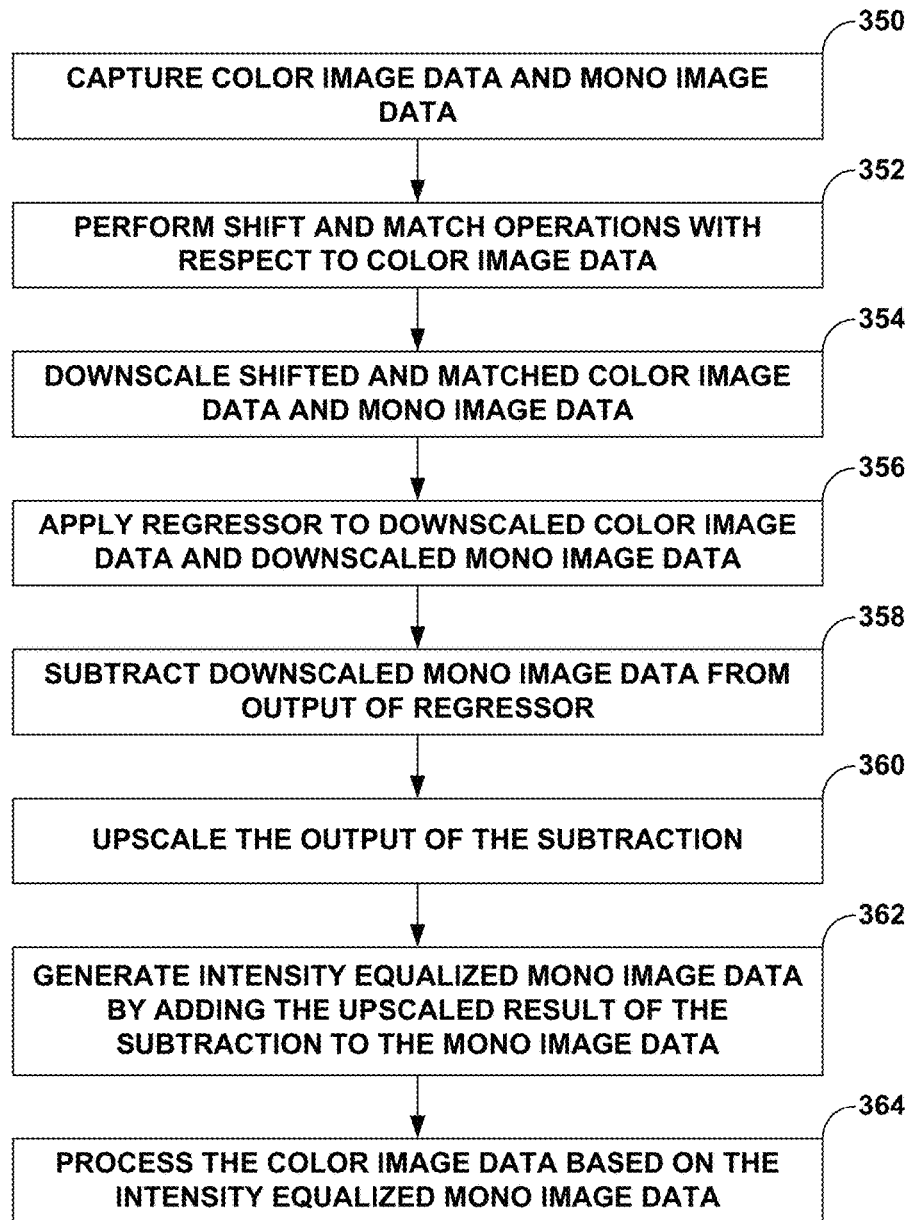 350
CAPTURE COLOR IMAGE DATA AND MONO IMAGE
DATA
352
PERFORM SHIFT AND MATCH OPERATIONS WITH
RESPECT TO COLOR IMAGE DATA
354
DOWNSCALE SHIFTED AND MATCHED COLOR IMAGE
DATA AND MONO IMAGE DATA
356
APPLY REGRESSOR TO DOWNSCALED COLOR IMAGE
DATA AND DOWNSCALED MONO IMAGE DATA
358
SUBTRACT DOWNSCALED MONO IMAGE DATA FROM
OUTPUT OF REGRESSOR
360
UPSCALE THE OUTPUT OF THE SUBTRACTION
362
GENERATE INTENSITY EQUALIZED MONO IMAGE DATA
BY ADDING THE UPSCALED RESULT OF THE
SUBTRACTION TO THE MONO IMAGE DATA
364
PROCESS THE COLOR IMAGE DATA BASED ON THE
INTENSITY EQUALIZED MONO IMAGE DATA